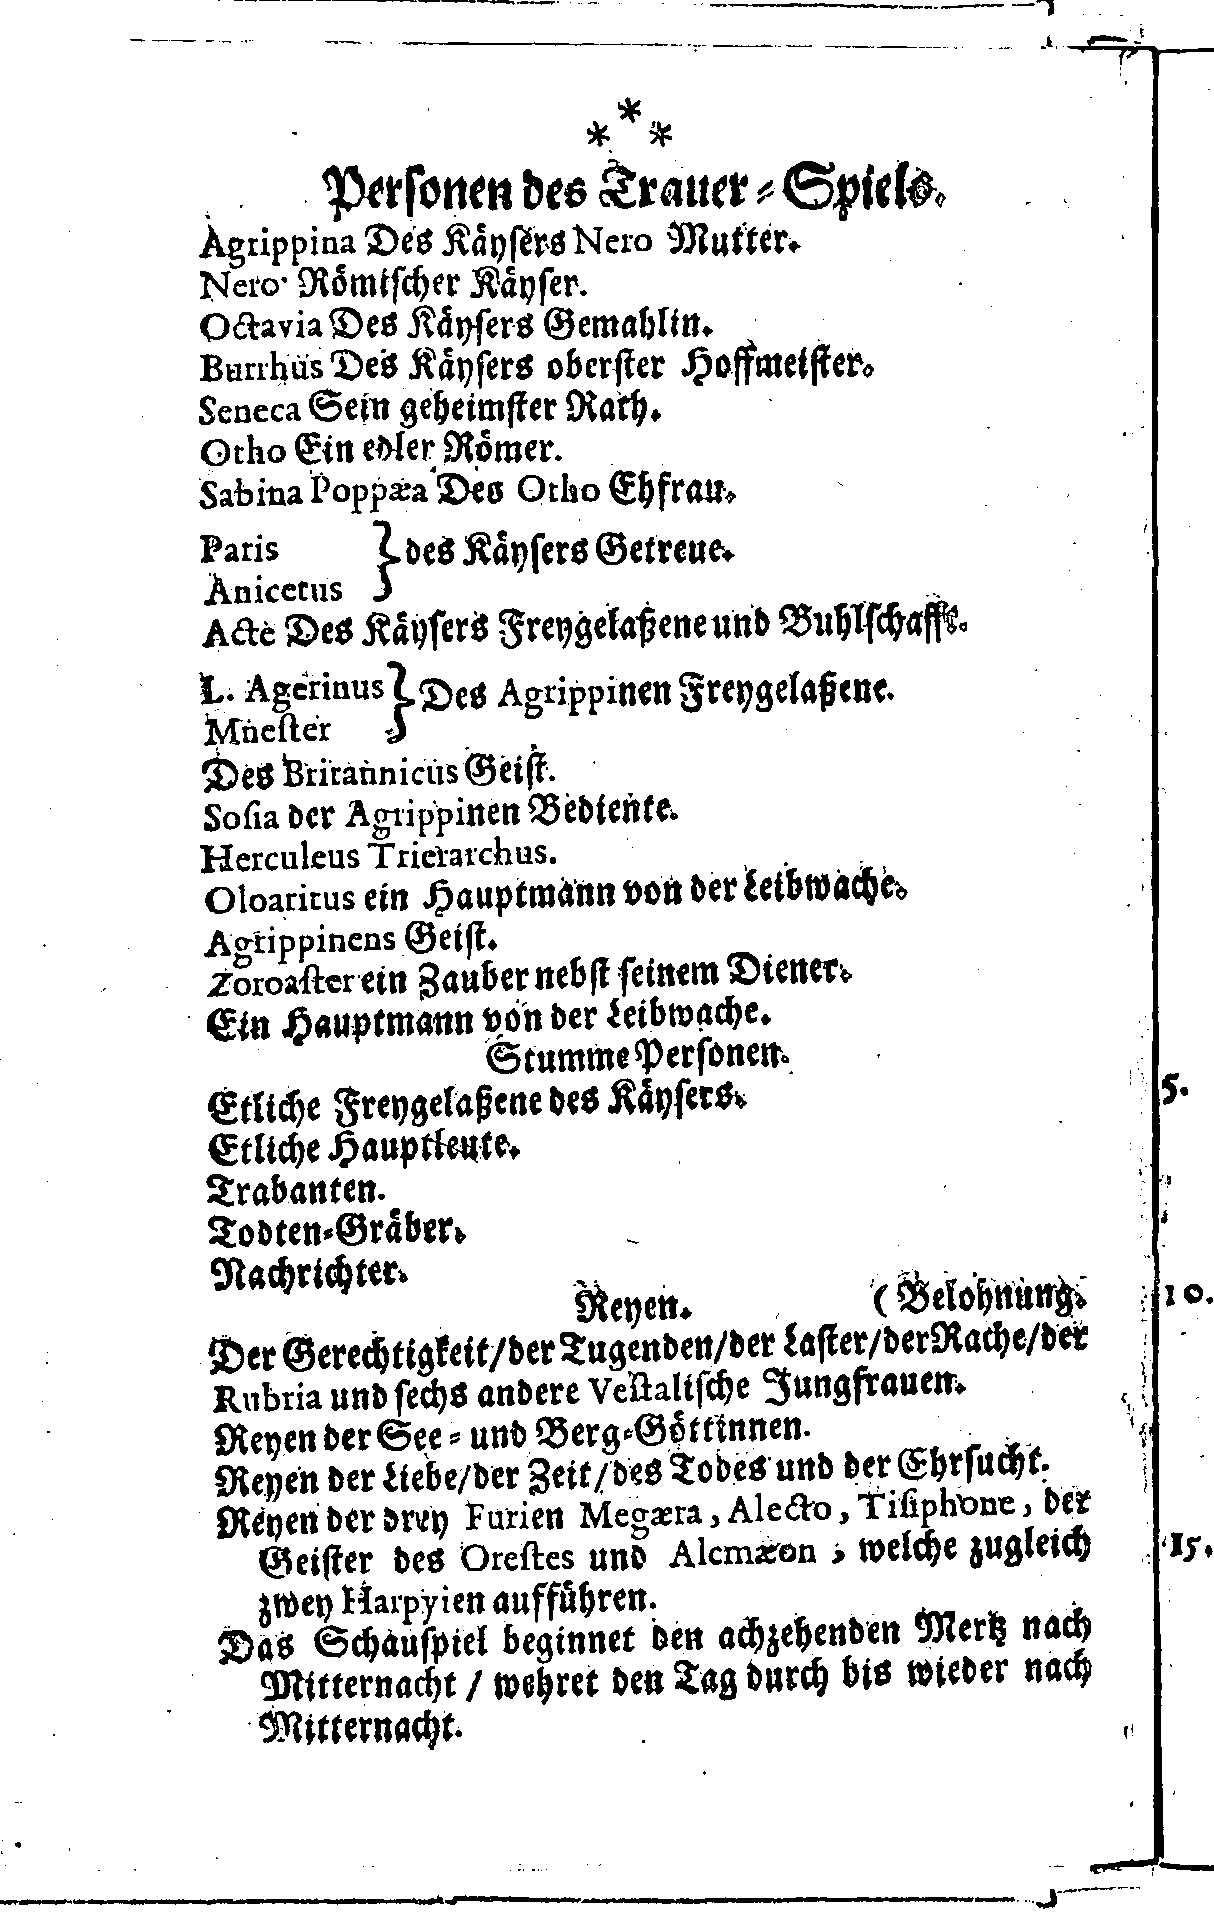 * * *
Personen des Trauer-Spiels.
Agrippina Des Käysers Nero Mutter.
Nero Römischer Käyser.
Octavia Des Käysers Gemahlin.
Burrhus Des Käysers oberster Hoffmeister.
Seneca Sein geheimster Rath.
Otho Ein edler Römer.
Sabina Poppæa Des Otho Ehfrau.
Paris
Anicetus } des Käysers Getreue.
Acte Des Käysers Freygelaßene und Buhlschafft.
L. Agerinus
Mnester } Des Agrippinen Freygelaßene.
Des Britannicus Geist.
Sosia der Agrippinen Bediente.
Herculeus Trierarchus.
Oloaritus ein Hauptmann von der Leibwache.
Agrippinens Geist.
Zoroaster ein Zauber nebst seinem Diener.
Ein Hauptmann von der Leibwache.
Stumme Personen.
Etliche Freygelaßene des Käysers.
Etliche Hauptleute.
Trabanten.
Todten-Gräber.
Nachrichter.
Reyen. (Belohnung.
Der Gerechtigkeit/der Tugenden/der Laster/der Rache/der
Rubria und sechs andere Vestalische Jungfrauen.
Reyen der See- und Berg-Göttinnen.
Reyen der Liebe/der Zeit/des Todes und der Ehrsucht.
Reyen der drey Furien Megæra, Alecto, Tisiphone, der
Geister des Orestes und Alcmæon, welche zugleich
zwey Harpyien aufführen.
Das Schauspiel beginnet den achzehenden Mertz nach
Mitternacht / wehret den Tag durch bis wieder nach
Mitternacht.
5.
10.
15.